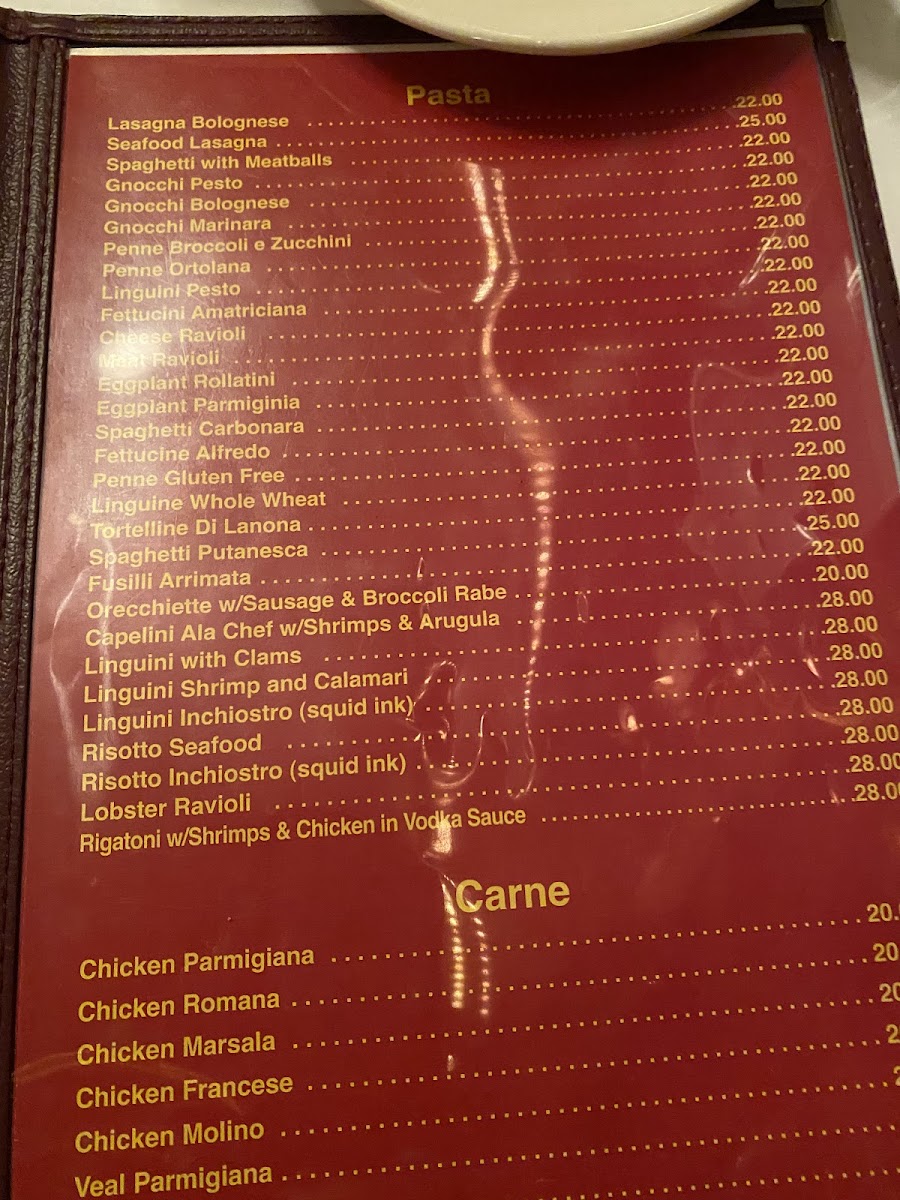 Pasta
Lasagna Bolognese ..... 22.00
Seafood Lasagna ..... 25.00
Spaghetti with Meatballs ..... 22.00
Gnocchi Pesto ..... 22.00
Gnocchi Bolognese ..... 22.00
Gnocchi Marinara ..... 22.00
Penne Broccoli e Zucchini ..... 22.00
Penne Ortolana ..... 22.00
Linguini Pesto ..... 22.00
Fettucini Amatriciana ..... 22.00
Cheese Ravioli ..... 22.00
Meat Ravioli ..... 22.00
Eggplant Rollatini ..... 22.00
Eggplant Parmiginia ..... 22.00
Spaghetti Carbonara ..... 22.00
Fettucine Alfredo ..... 22.00
Penne Gluten Free ..... 22.00
Linguine Whole Wheat ..... 22.00
Tortelline Di Lanona ..... 22.00
Spaghetti Putanesca ..... 25.00
Fusilli Arrimata ..... 22.00
Orecchiette w/Sausage & Broccoli Rabe ..... 20.00
Capelini Ala Chef w/Shrimps & Arugula ..... 28.00
Linguini with Clams ..... 28.00
Linguini Shrimp and Calamari ..... 28.00
Linguini Inchiostro (squid ink) ..... 28.00
Risotto Seafood ..... 28.00
Risotto Inchiostro (squid ink) ..... 28.00
Lobster Ravioli ..... 28.00
Rigatoni w/Shrimps & Chicken in Vodka Sauce ..... 28.00
Carne
Chicken Parmigiana ..... 20.
Chicken Romana ..... 20
Chicken Marsala ..... 20
Chicken Francese .....
Chicken Molino .....
Veal Parmigiana .....